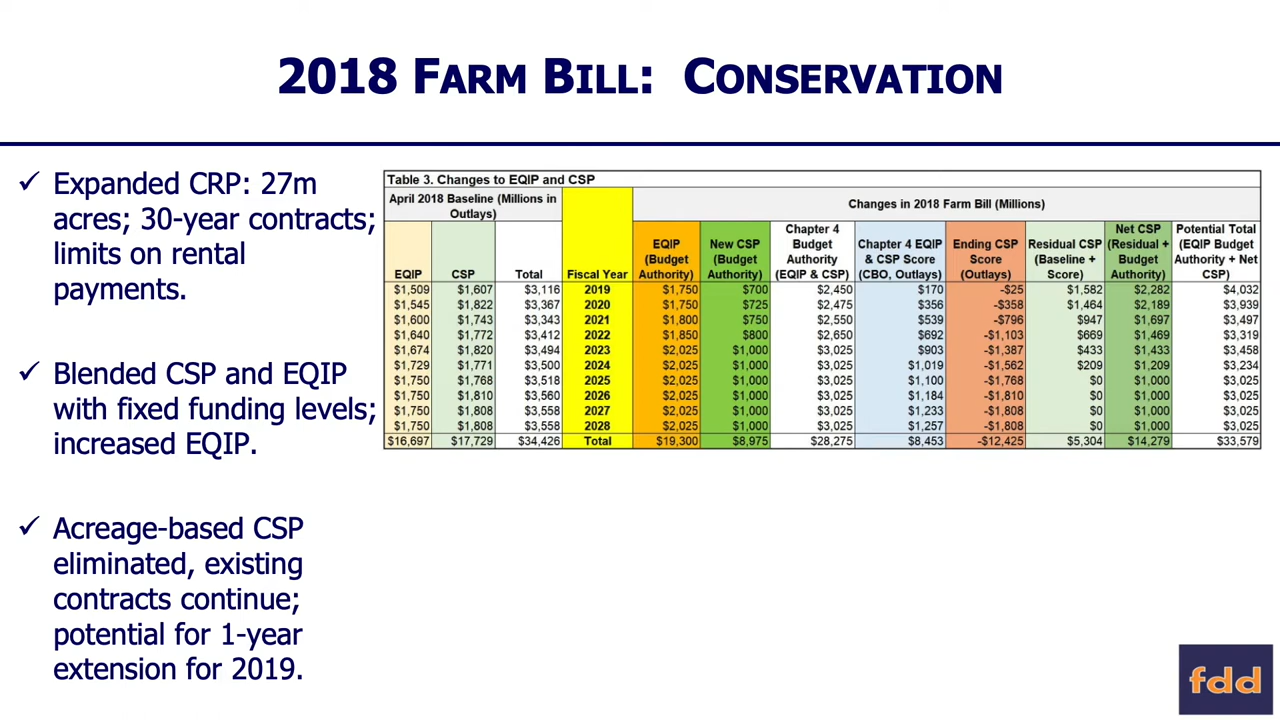 2018 FARM BILL: CONSERVATION
✓ Expanded CRP: 27m
acres; 30-year contracts;
limits on rental
payments.
✓ Blended CSP and EQIP
with fixed funding levels;
increased EQIP.
✓ Acreage-based CSP
eliminated, existing
contracts continue;
potential for 1-year
extension for 2019.
Table 3. Changes to EQIP and CSP
April 2018 Baseline (Millions in
Outlays)
Changes in 2018 Farm Bill (Millions)
EQIP CSP Total Fiscal Year
EQIP
(Budget
Authority)
New CSP
(Budget
Authority)
Chapter 4
Budget
Authority
(EQIP & CSP)
Chapter 4 EQIP
& CSP Score
(CBO, Outlays)
Ending CSP
Score
(Outlays)
Residual CSP
(Baseline +
Score)
Net CSP
(Residual +
Budget
Authority)
Potential Total
(EQIP Budget
Authority + Net
CSP)
$1,509 $1,607 $3,116 2019 $1,750 $700 $2,450 $170 -$25 $1,582 $2,282 $4,032
$1,545 $1,822 $3,367 2020 $1,750 $725 $2,475 $356 -$358 $1,464 $2,189 $3,939
$1,600 $1,743 $3,343 2021 $1,800 $750 $2,550 $539 -$796 $947 $1,697 $3,497
$1,640 $1,772 $3,412 2022 $1,850 $800 $2,650 $692 -$1,103 $669 $1,469 $3,319
$1,674 $1,820 $3,494 2023 $2,025 $1,000 $3,025 $903 -$1,387 $433 $1,433 $3,458
$1,729 $1,771 $3,500 2024 $2,025 $1,000 $3,025 $1,019 -$1,562 $209 $1,209 $3,234
$1,750 $1,768 $3,518 2025 $2,025 $1,000 $3,025 $1,100 -$1,768 $0 $1,000 $3,025
$1,750 $1,810 $3,560 2026 $2,025 $1,000 $3,025 $1,184 -$1,810 $0 $1,000 $3,025
$1,750 $1,808 $3,558 2027 $2,025 $1,000 $3,025 $1,233 -$1,808 $0 $1,000 $3,025
$1,750 $1,808 $3,558 2028 $2,025 $1,000 $3,025 $1,257 -$1,808 $0 $1,000 $3,025
$16,697 $17,729 $34,426 Total $19,300 $8,975 $28,275 $8,453 -$12,425 $5,304 $14,279 $33,579
fdd